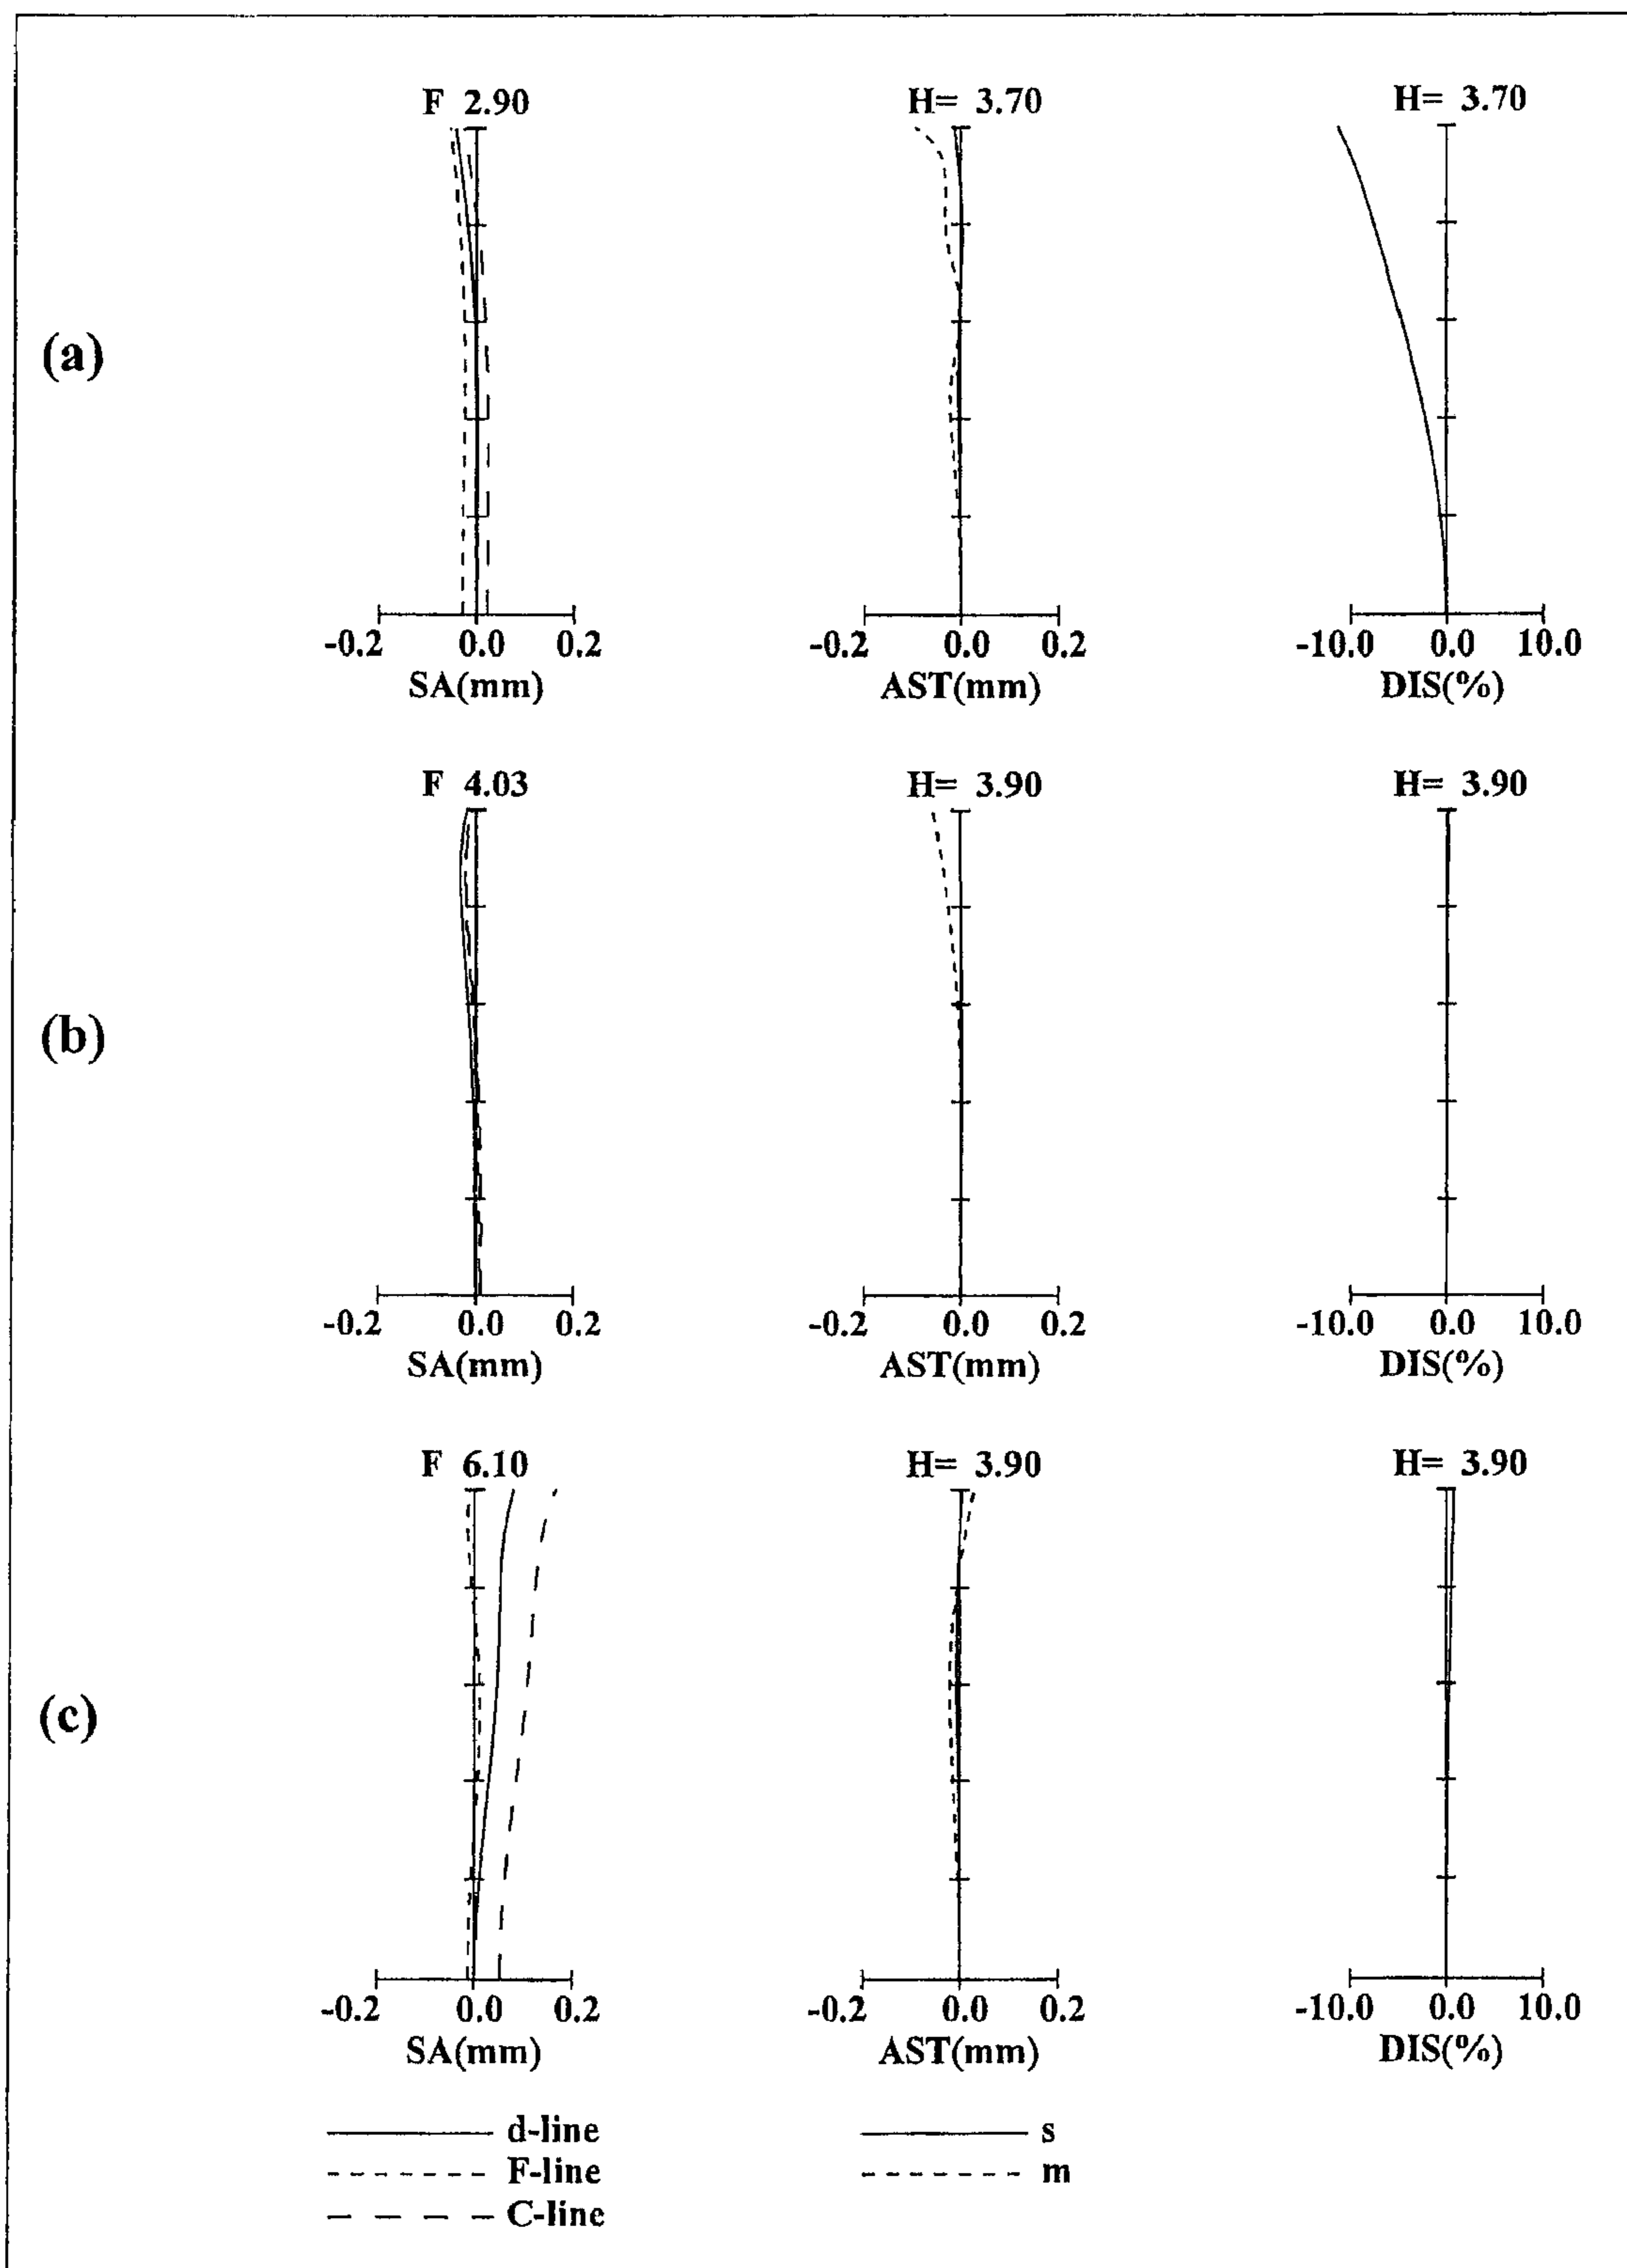 F 2.90 H= 3.70 H= 3.70
(a)
-0.2 0.0 0.2 -0.2 0.0 0.2 -10.0 0.0 10.0
SA(mm) AST(mm) DIS(%)
F 4.03 H= 3.90 H= 3.90
(b)
-0.2 0.0 0.2 -0.2 0.0 0.2 -10.0 0.0 10.0
SA(mm) AST(mm) DIS(%)
F 6.10 H= 3.90 H= 3.90
(c)
-0.2 0.0 0.2 -0.2 0.0 0.2 -10.0 0.0 10.0
SA(mm) AST(mm) DIS(%)
d-line s
F-line m
C-line